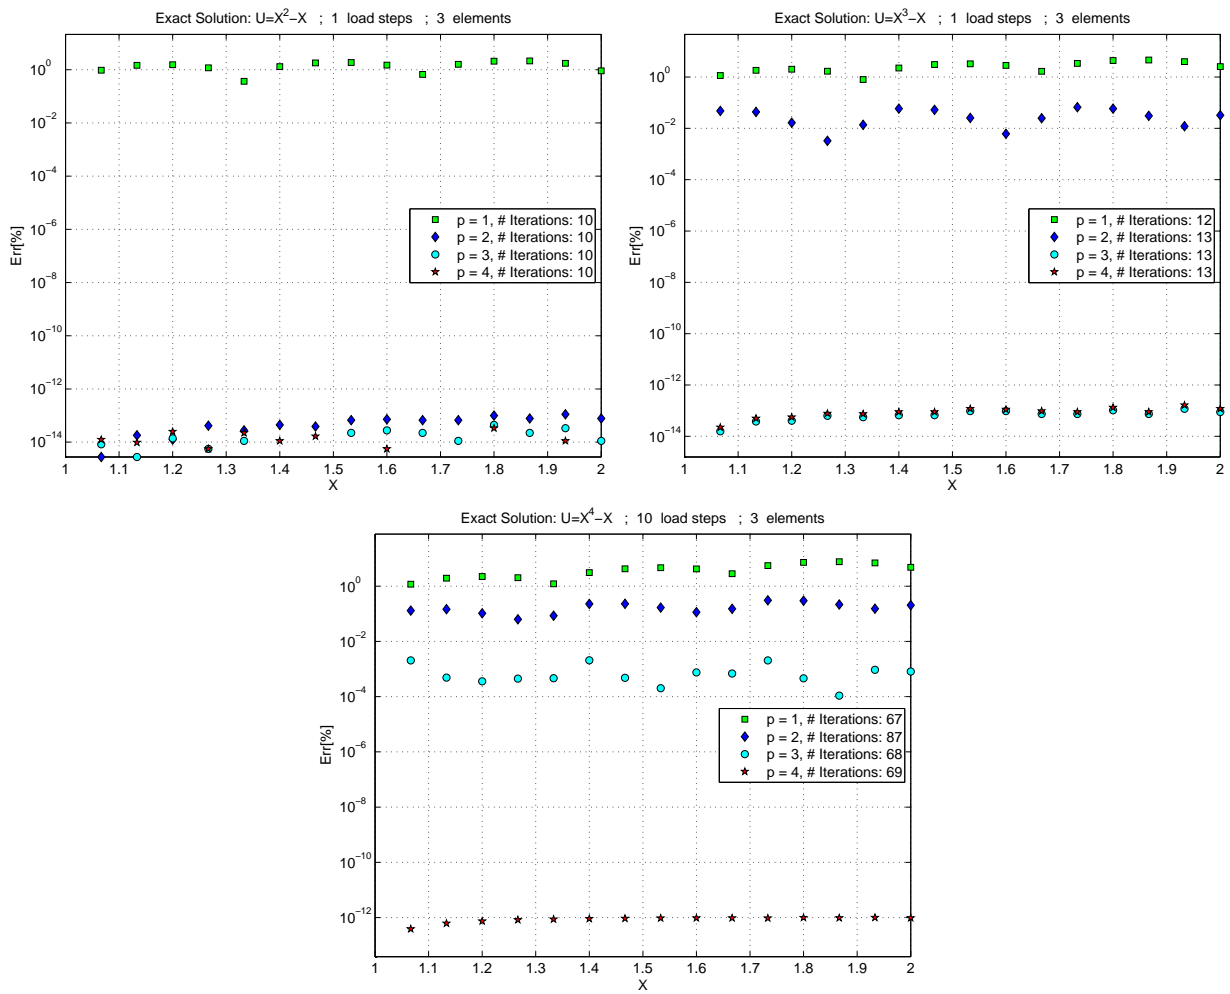 Exact Solution: U=X²−X ; 1 load steps ; 3 elements
Err[%]
10⁰
10⁻²
10⁻⁴
10⁻⁶
10⁻⁸
10⁻¹⁰
10⁻¹²
10⁻¹⁴
p = 1, # Iterations: 10
p = 2, # Iterations: 10
p = 3, # Iterations: 10
p = 4, # Iterations: 10
1 1.1 1.2 1.3 1.4 1.5 1.6 1.7 1.8 1.9 2
X
Exact Solution: U=X³−X ; 1 load steps ; 3 elements
Err[%]
10⁰
10⁻²
10⁻⁴
10⁻⁶
10⁻⁸
10⁻¹⁰
10⁻¹²
10⁻¹⁴
p = 1, # Iterations: 12
p = 2, # Iterations: 13
p = 3, # Iterations: 13
p = 4, # Iterations: 13
1 1.1 1.2 1.3 1.4 1.5 1.6 1.7 1.8 1.9 2
X
Exact Solution: U=X⁴−X ; 10 load steps ; 3 elements
Err[%]
10⁰
10⁻²
10⁻⁴
10⁻⁶
10⁻⁸
10⁻¹⁰
10⁻¹²
p = 1, # Iterations: 67
p = 2, # Iterations: 87
p = 3, # Iterations: 68
p = 4, # Iterations: 69
1 1.1 1.2 1.3 1.4 1.5 1.6 1.7 1.8 1.9 2
X